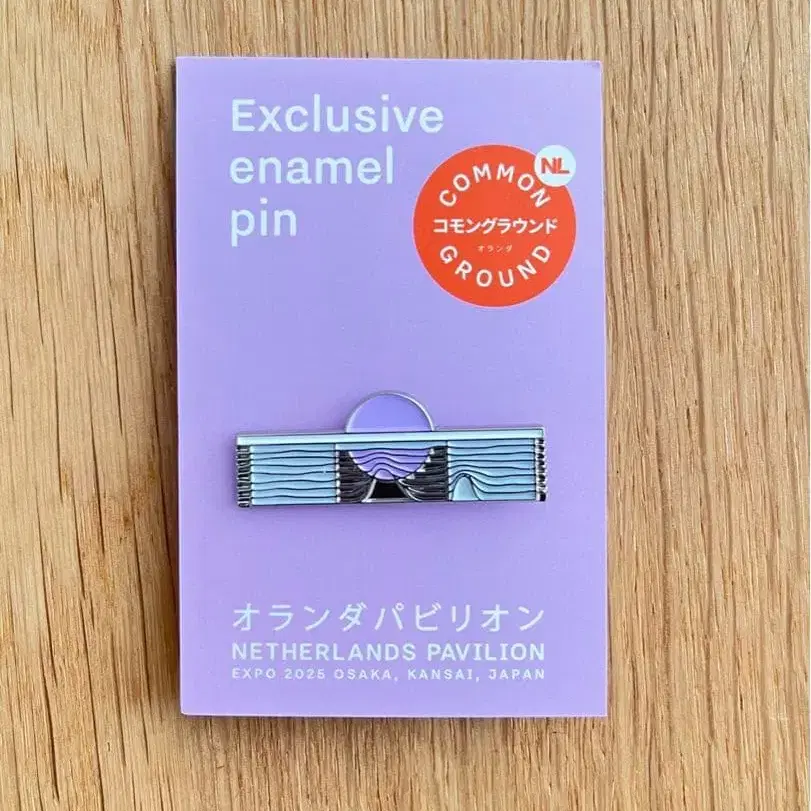 Exclusive
enamel
pin
NL
COMMON
コモングラウンド
オランダ
GROUND
オランダパビリオン
NETHERLANDS PAVILION
EXPO 2025 OSAKA, KANSAI, JAPAN